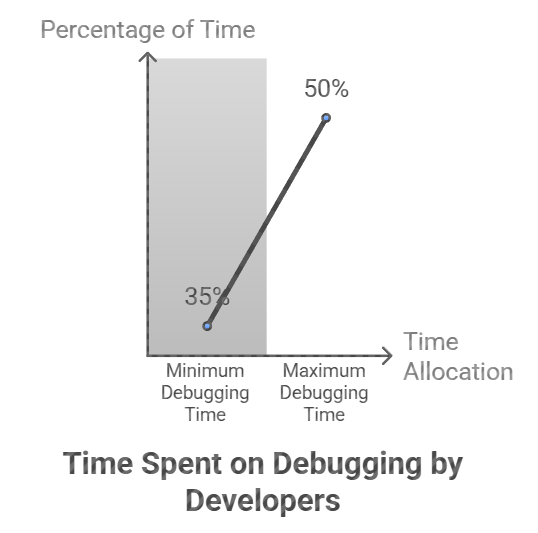 Percentage of Time
50%
35%
Time
Allocation
Minimum
Debugging
Time
Maximum
Debugging
Time
Time Spent on Debugging by
Developers